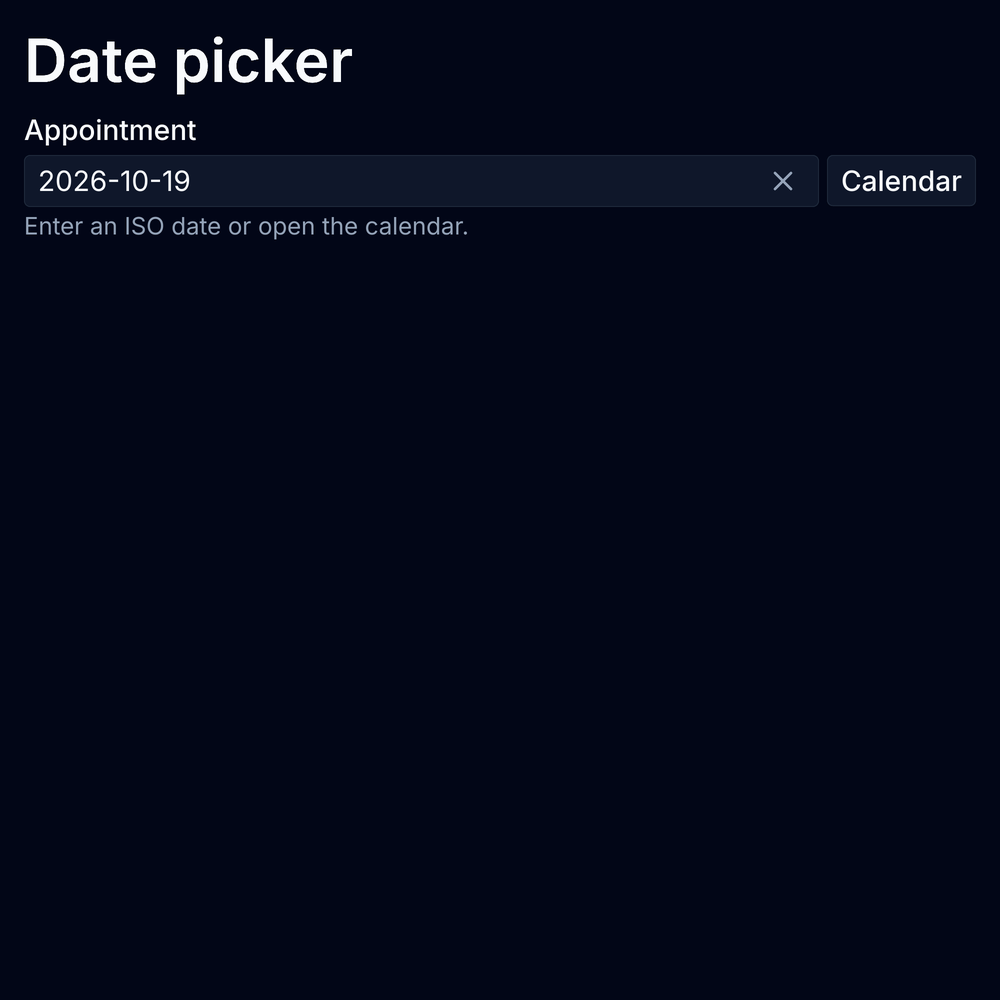 Date picker
Appointment
2026-10-19
Calendar
Enter an ISO date or open the calendar.